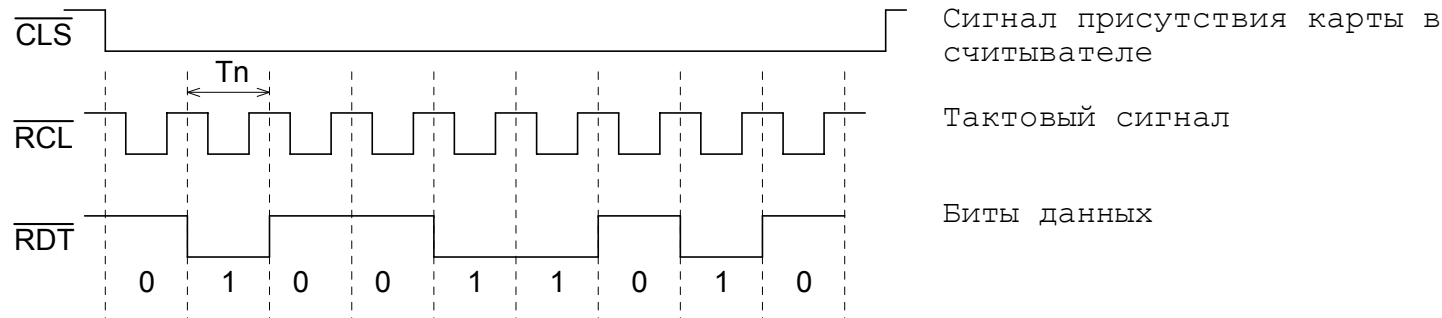 CLS
Сигнал присутствия карты в
считывателе
Tn
RCL
Тактовый сигнал
RDT
Биты данных
0 1 0 0 1 1 0 1 0